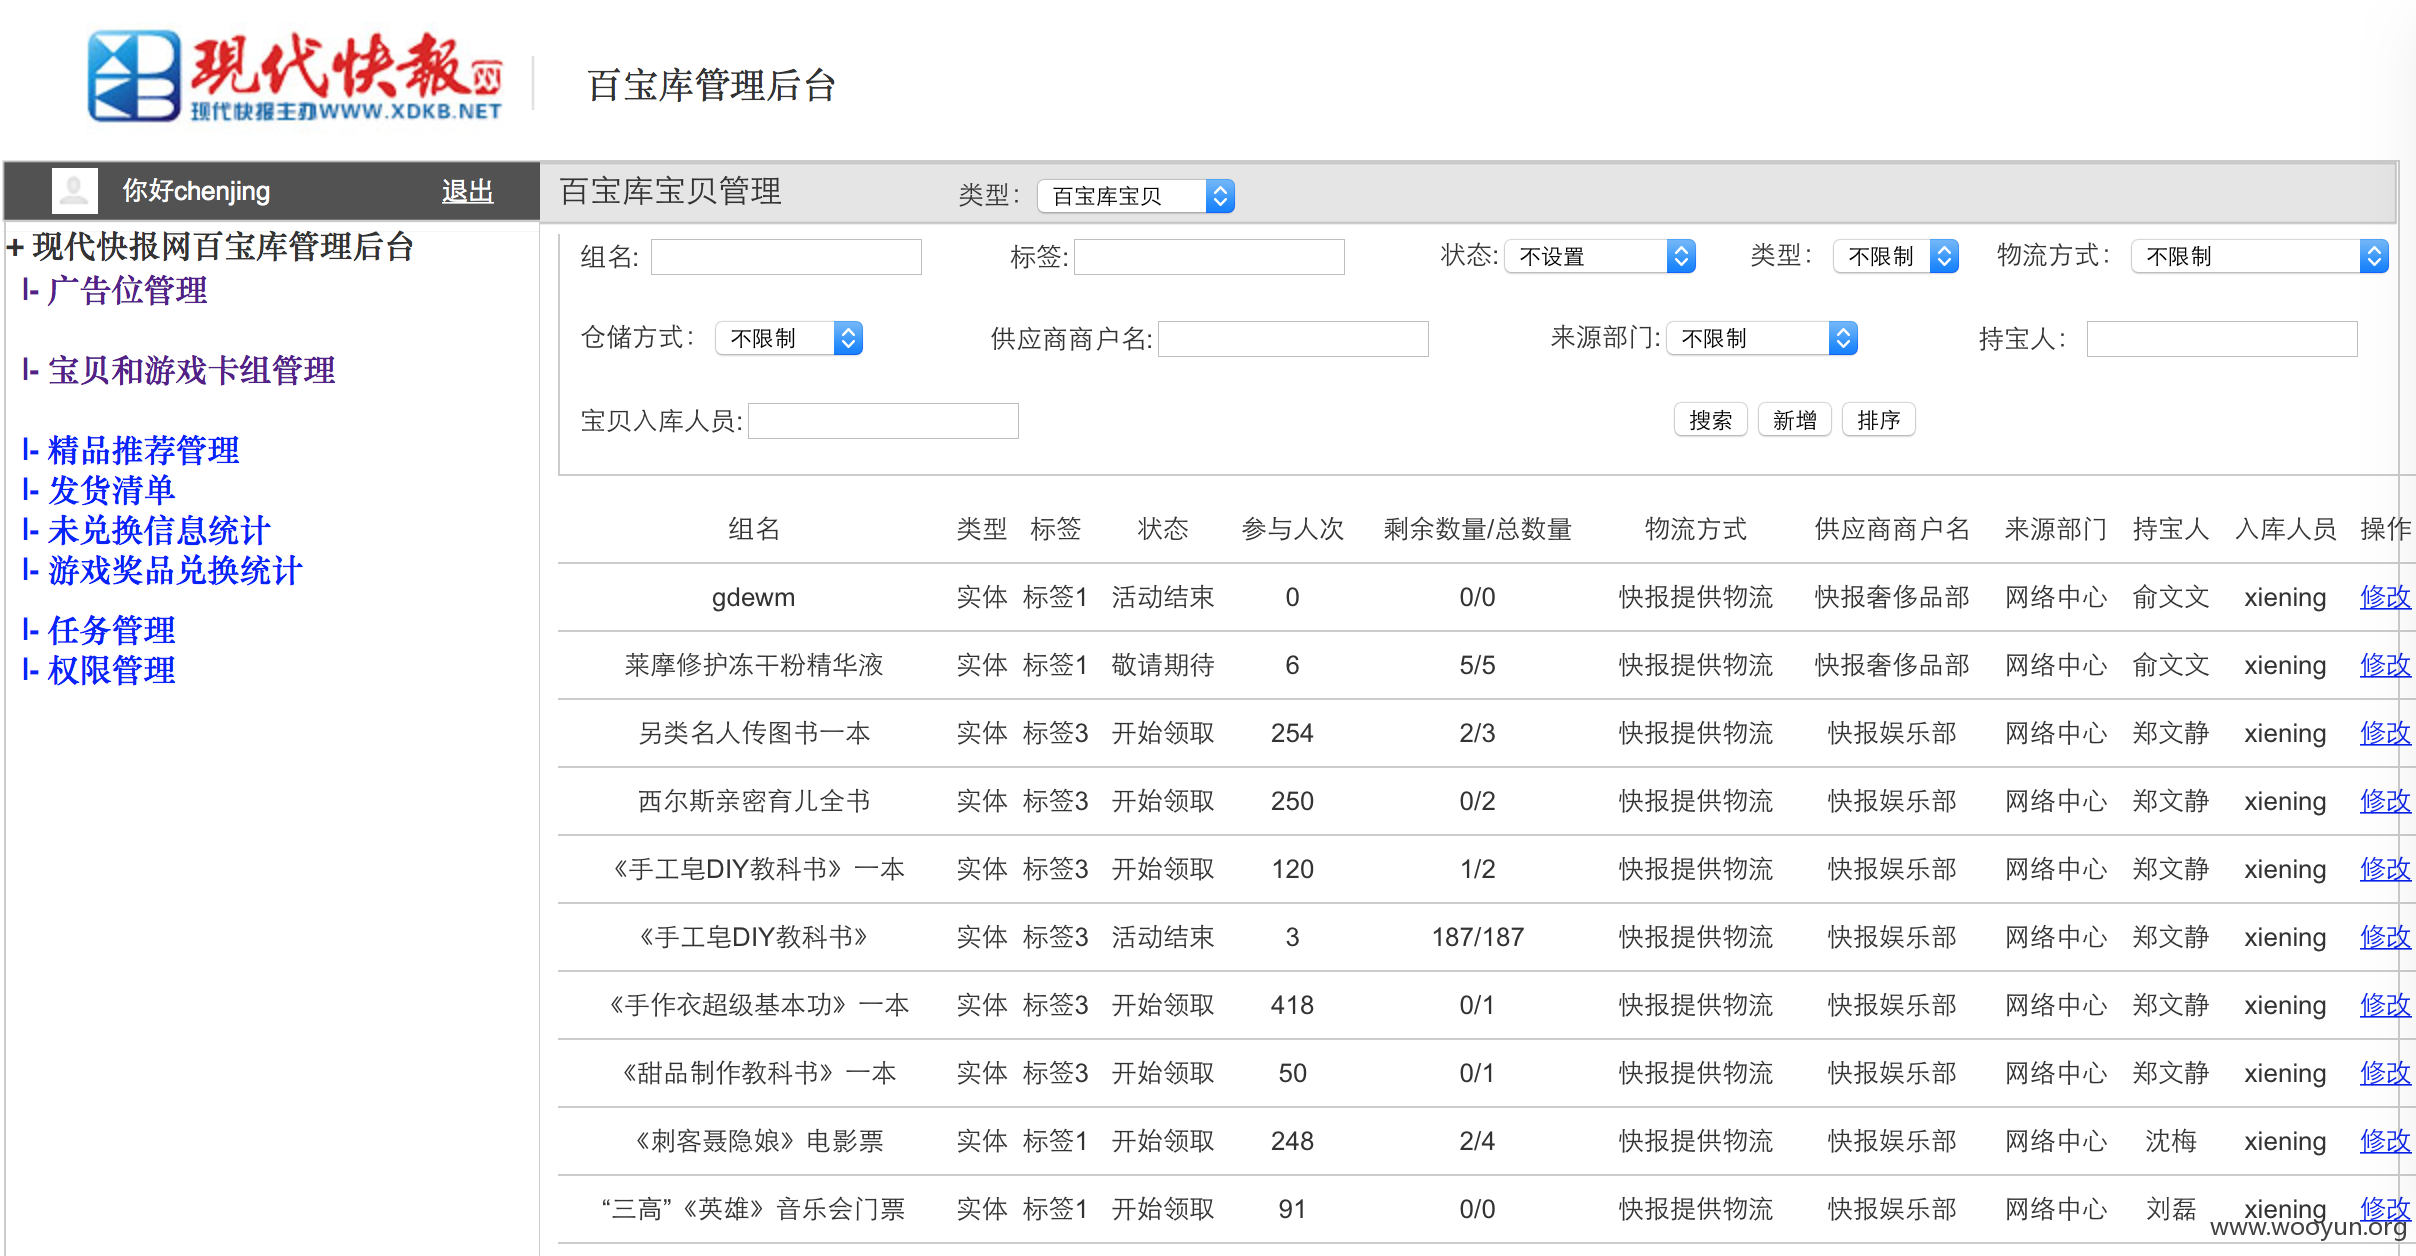 现代快报网
现代快报主办WWW.XDKB.NET
百宝库管理后台
你好chenjing 退出
百宝库宝贝管理 类型： 百宝库宝贝
+ 现代快报网百宝库管理后台
|- 广告位管理
|- 宝贝和游戏卡组管理
|- 精品推荐管理
|- 发货清单
|- 未兑换信息统计
|- 游戏奖品兑换统计
|- 任务管理
|- 权限管理
组名: 标签: 状态: 不设置 类型： 不限制 物流方式： 不限制
仓储方式： 不限制 供应商商户名: 来源部门: 不限制 持宝人：
宝贝入库人员: 搜索 新增 排序
组名 类型 标签 状态 参与人次 剩余数量/总数量 物流方式 供应商商户名 来源部门 持宝人 入库人员 操作
gdewm 实体 标签1 活动结束 0 0/0 快报提供物流 快报奢侈品部 网络中心 俞文文 xiening 修改
莱摩修护冻干粉精华液 实体 标签1 敬请期待 6 5/5 快报提供物流 快报奢侈品部 网络中心 俞文文 xiening 修改
另类名人传图书一本 实体 标签3 开始领取 254 2/3 快报提供物流 快报娱乐部 网络中心 郑文静 xiening 修改
西尔斯亲密育儿全书 实体 标签3 开始领取 250 0/2 快报提供物流 快报娱乐部 网络中心 郑文静 xiening 修改
《手工皂DIY教科书》一本 实体 标签3 开始领取 120 1/2 快报提供物流 快报娱乐部 网络中心 郑文静 xiening 修改
《手工皂DIY教科书》 实体 标签3 活动结束 3 187/187 快报提供物流 快报娱乐部 网络中心 郑文静 xiening 修改
《手作衣超级基本功》一本 实体 标签3 开始领取 418 0/1 快报提供物流 快报娱乐部 网络中心 郑文静 xiening 修改
《甜品制作教科书》一本 实体 标签3 开始领取 50 0/1 快报提供物流 快报娱乐部 网络中心 郑文静 xiening 修改
《刺客聂隐娘》电影票 实体 标签1 开始领取 248 2/4 快报提供物流 快报娱乐部 网络中心 沈梅 xiening 修改
“三高”《英雄》音乐会门票 实体 标签1 开始领取 91 0/0 快报提供物流 快报娱乐部 网络中心 刘磊 xiening 修改
www.wooyun.org